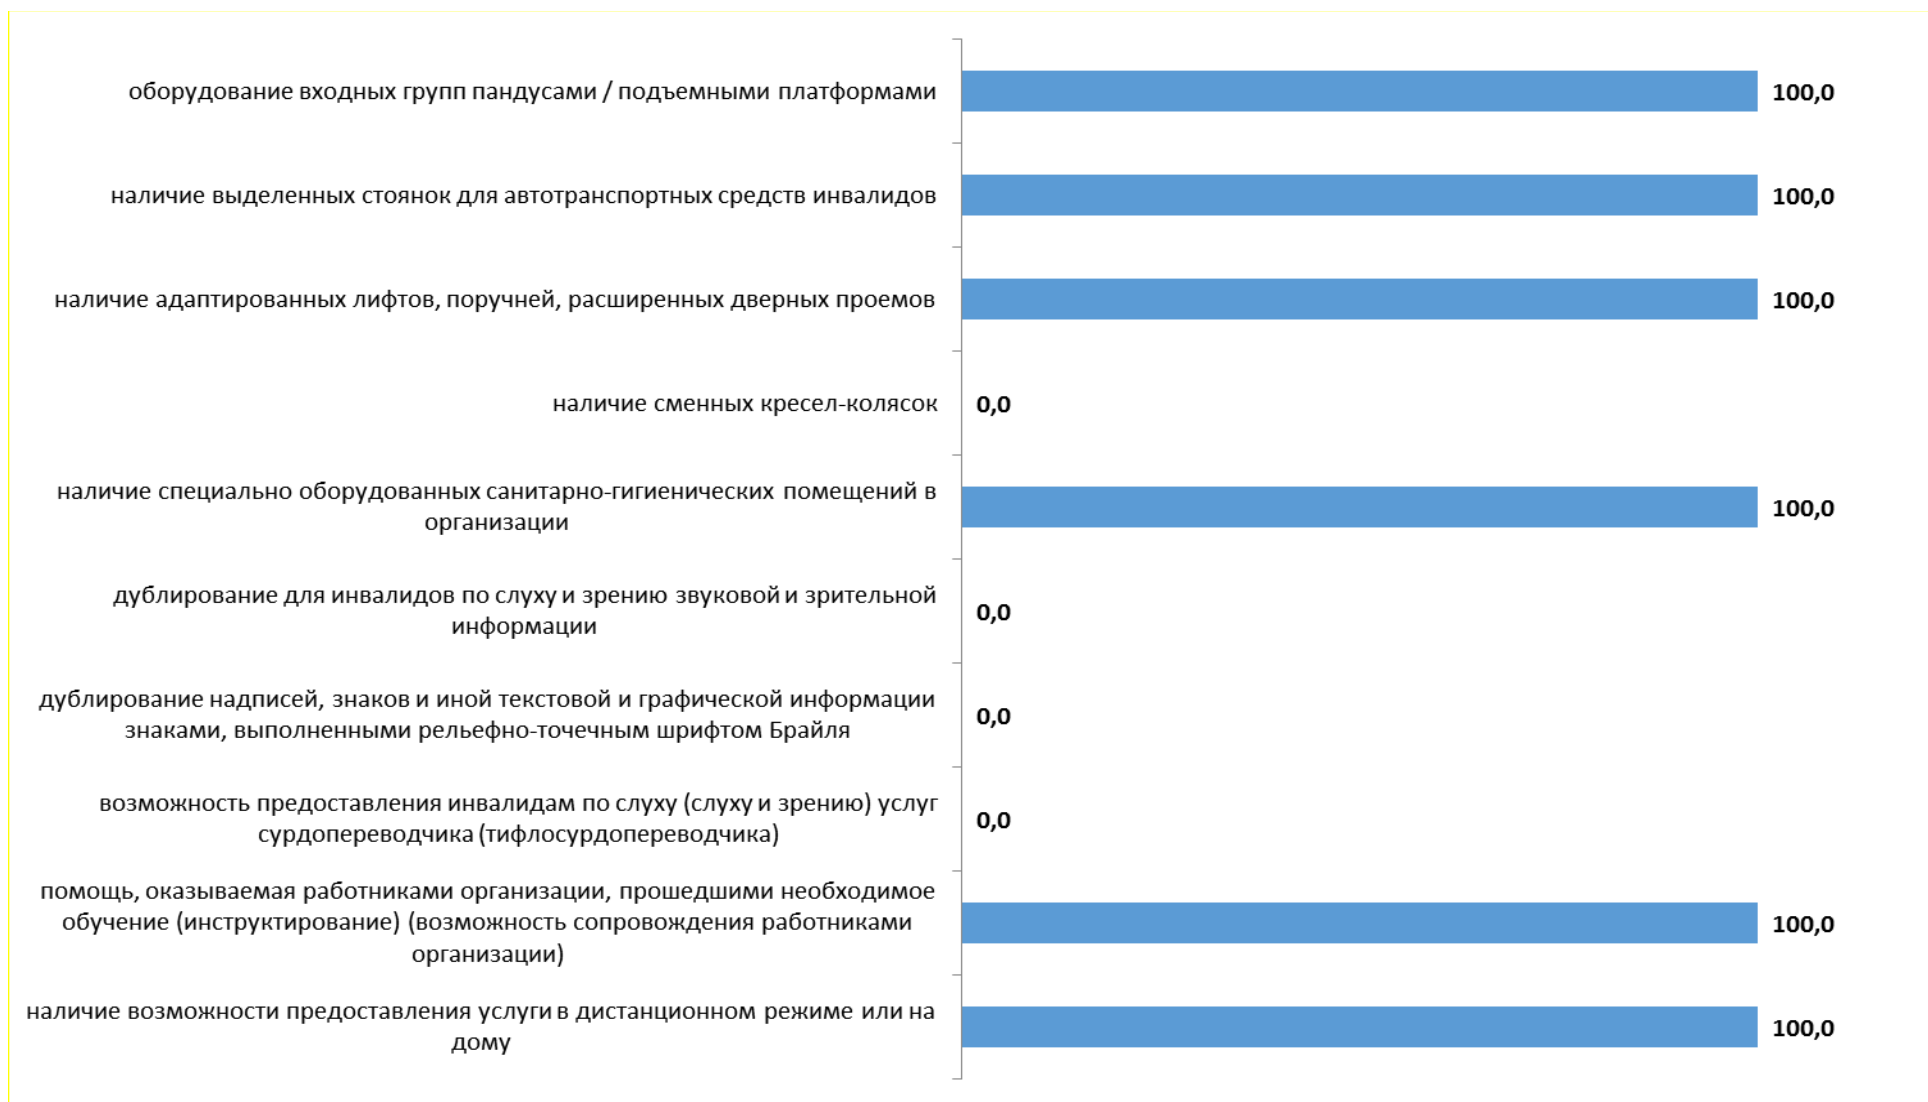 оборудование входных групп пандусами / подъемными платформами
100,0
наличие выделенных стоянок для автотранспортных средств инвалидов
100,0
наличие адаптированных лифтов, поручней, расширенных дверных проемов
100,0
наличие сменных кресел-колясок
0,0
наличие специально оборудованных санитарно-гигиенических помещений в
организации
100,0
дублирование для инвалидов по слуху и зрению звуковой и зрительной
информации
0,0
дублирование надписей, знаков и иной текстовой и графической информации
знаками, выполненными рельефно-точечным шрифтом Брайля
0,0
возможность предоставления инвалидам по слуху (слуху и зрению) услуг
сурдопереводчика (тифлосурдопереводчика)
0,0
помощь, оказываемая работниками организации, прошедшими необходимое
обучение (инструктирование) (возможность сопровождения работниками
организации)
100,0
наличие возможности предоставления услуги в дистанционном режиме или на
дому
100,0